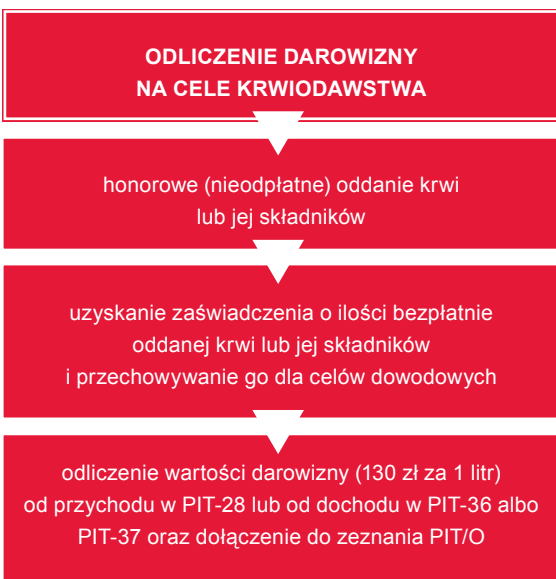 ODLICZENIE DAROWIZNY
NA CELE KRWIODAWSTWA
honorowe (nieodpłatne) oddanie krwi
lub jej składników
uzyskanie zaświadczenia o ilości bezpłatnie
oddanej krwi lub jej składników
i przechowywanie go dla celów dowodowych
odliczenie wartości darowizny (130 zł za 1 litr)
od przychodu w PIT-28 lub od dochodu w PIT-36 albo
PIT-37 oraz dołączenie do zeznania PIT/O